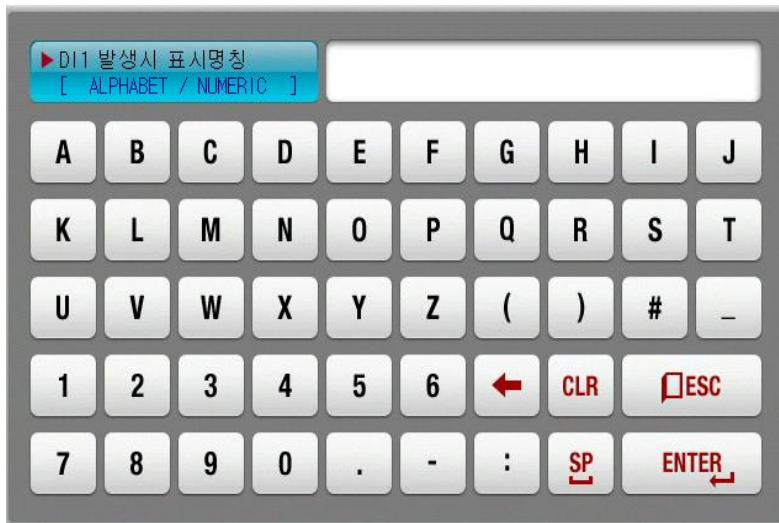 ▶DI1 발생시 표시명칭
[ ALPHABET / NUMERIC ]
A B C D E F G H I J
K L M N O P Q R S T
U V W X Y Z ( ) # _
1 2 3 4 5 6 ← CLR ESC
7 8 9 0 . - : SP ENTER